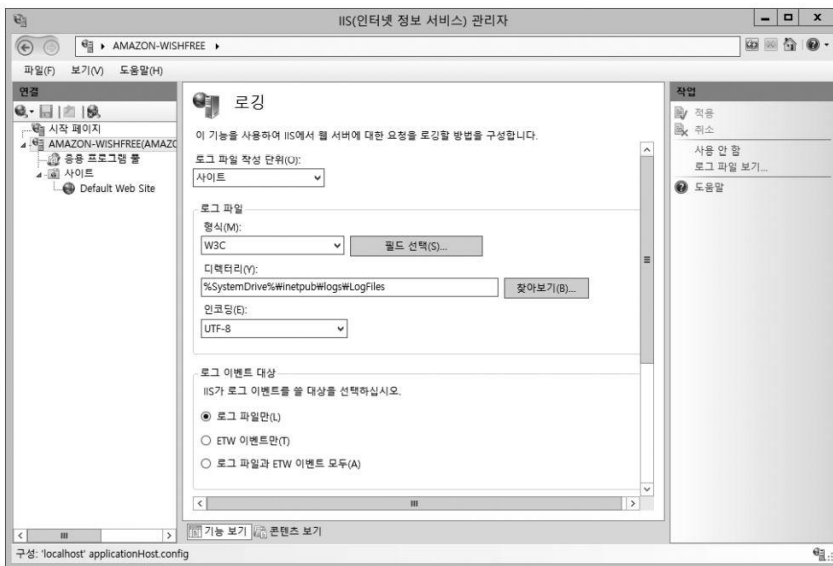 IIS(인터넷 정보 서비스) 관리자
AMAZON-WISHFREE
파일(F) 보기(V) 도움말(H)
연결
시작 페이지
AMAZON-WISHFREE(AMAZC
응용 프로그램 풀
사이트
Default Web Site
로깅
이 기능을 사용하여 IIS에서 웹 서버에 대한 요청을 로깅할 방법을 구성합니다.
로그 파일 작성 단위(O):
사이트
로그 파일
형식(M):
W3C 필드 선택(S)...
디렉터리(Y):
%SystemDrive%₩inetpub₩logs₩LogFiles 찾아보기(B)...
인코딩(E):
UTF-8
로그 이벤트 대상
IIS가 로그 이벤트를 쓸 대상을 선택하십시오.
로그 파일만(L)
ETW 이벤트만(T)
로그 파일과 ETW 이벤트 모두(A)
기능 보기 콘텐츠 보기
작업
적용
취소
사용 안 함
로그 파일 보기...
도움말
구성: 'localhost' applicationHost.config